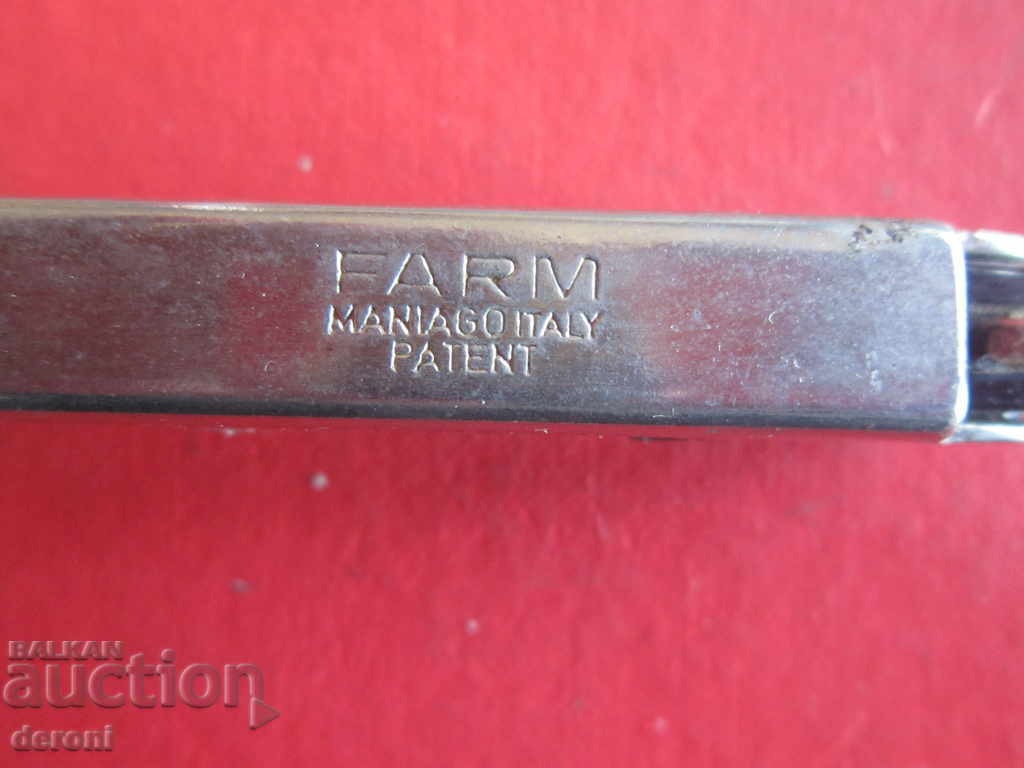 FARM
MANIAGO ITALY
PATENT
BALKAN
auction
deroni